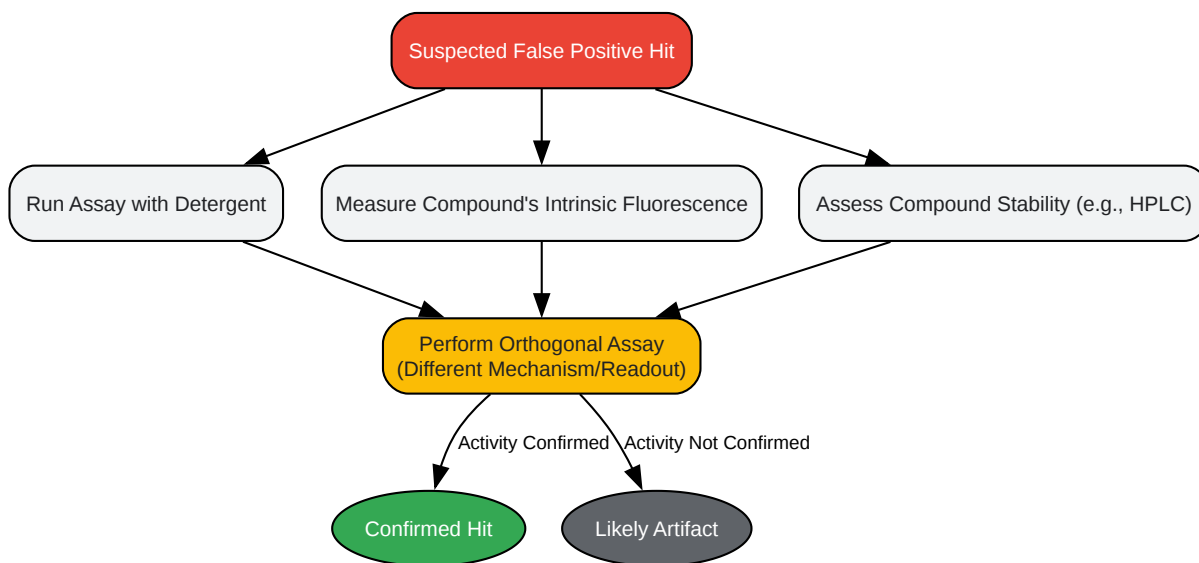 Suspected False Positive Hit
Run Assay with Detergent
Measure Compound's Intrinsic Fluorescence
Assess Compound Stability (e.g., HPLC)
Perform Orthogonal Assay
(Different Mechanism/Readout)
Activity Confirmed
Activity Not Confirmed
Confirmed Hit
Likely Artifact